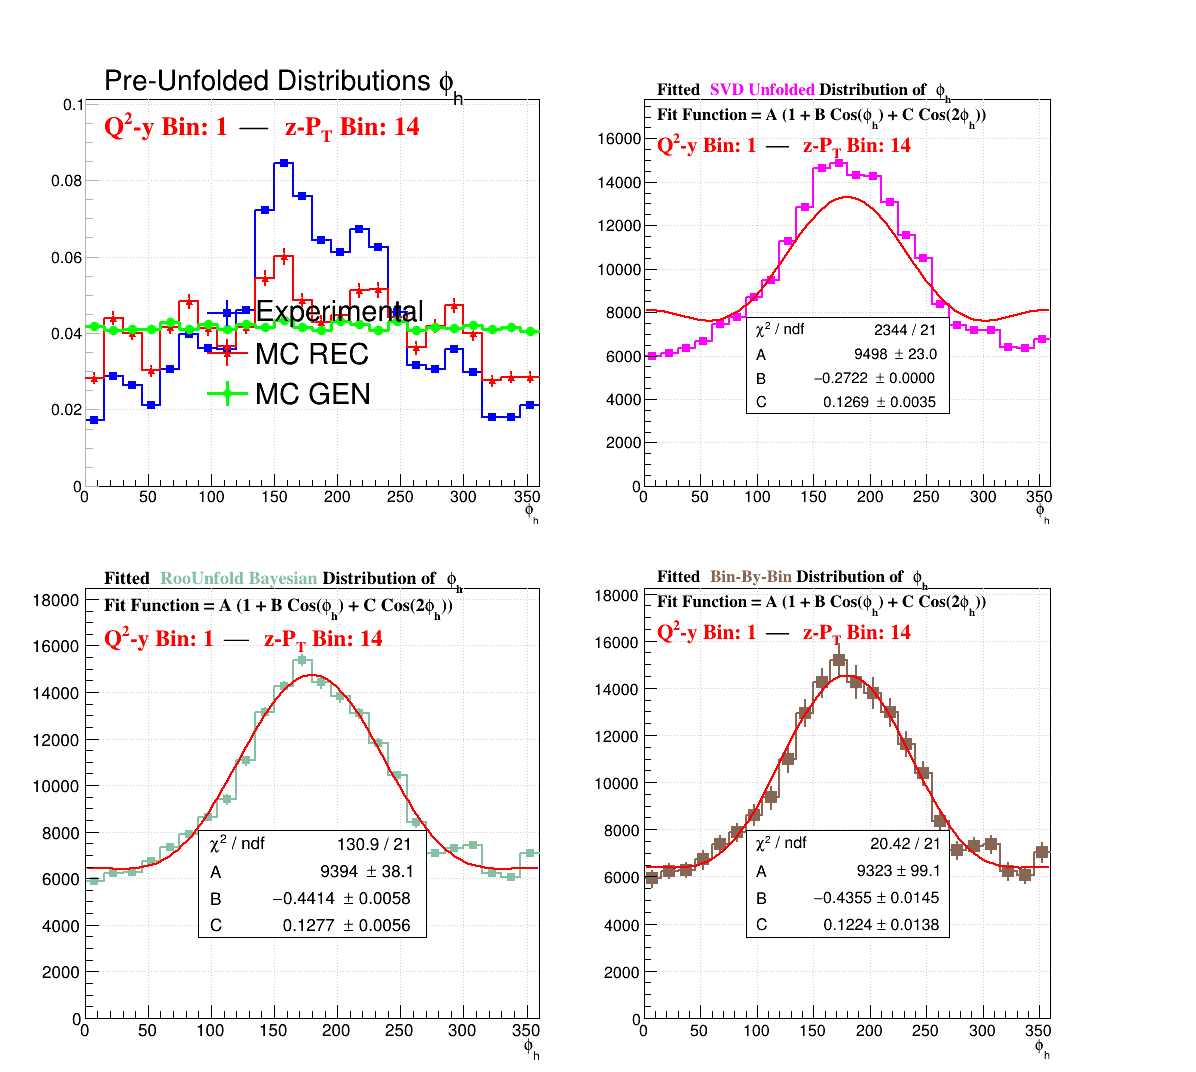 Pre-Unfolded Distributions ϕh
Q²-y Bin: 1 — z-PT Bin: 14
0.1
0.08
0.06
0.04
0.02
0
Experimental
MC REC
MC GEN
0 50 100 150 200 250 300 350
ϕh
Fitted SVD Unfolded Distribution of ϕh
Fit Function = A (1 + B Cos(ϕh) + C Cos(2ϕh))
Q²-y Bin: 1 — z-PT Bin: 14
16000
14000
12000
10000
8000
6000
4000
2000
0
χ² / ndf 2344 / 21
A 9498 ± 23.0
B −0.2722 ± 0.0000
C 0.1269 ± 0.0035
0 50 100 150 200 250 300 350
ϕh
Fitted RooUnfold Bayesian Distribution of ϕh
Fit Function = A (1 + B Cos(ϕh) + C Cos(2ϕh))
Q²-y Bin: 1 — z-PT Bin: 14
18000
16000
14000
12000
10000
8000
6000
4000
2000
0
χ² / ndf 130.9 / 21
A 9394 ± 38.1
B −0.4414 ± 0.0058
C 0.1277 ± 0.0056
0 50 100 150 200 250 300 350
ϕh
Fitted Bin-By-Bin Distribution of ϕh
Fit Function = A (1 + B Cos(ϕh) + C Cos(2ϕh))
Q²-y Bin: 1 — z-PT Bin: 14
18000
16000
14000
12000
10000
8000
6000
4000
2000
0
χ² / ndf 20.42 / 21
A 9323 ± 99.1
B −0.4355 ± 0.0145
C 0.1224 ± 0.0138
0 50 100 150 200 250 300 350
ϕh